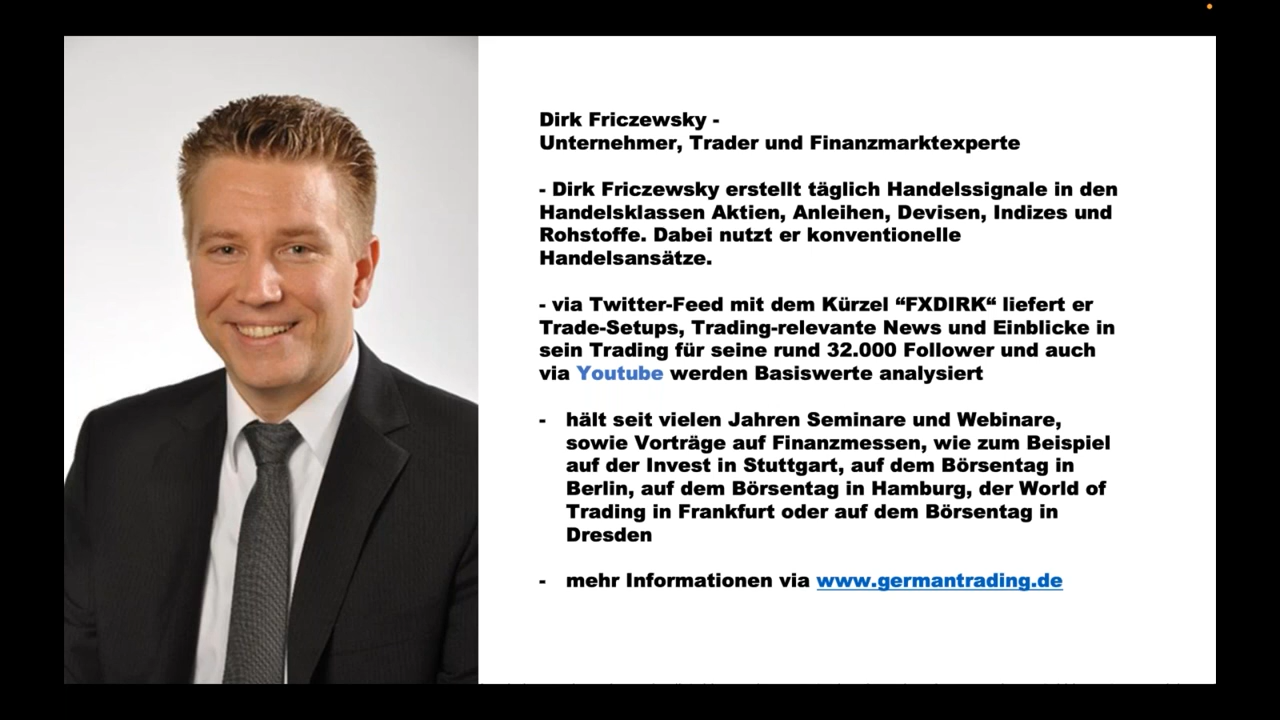 Dirk Friczewsky -
Unternehmer, Trader und Finanzmarktexperte
- Dirk Friczewsky erstellt täglich Handelssignale in den
Handelsklassen Aktien, Anleihen, Devisen, Indizes und
Rohstoffe. Dabei nutzt er konventionelle
Handelsansätze.
- via Twitter-Feed mit dem Kürzel “FXDIRK“ liefert er
Trade-Setups, Trading-relevante News und Einblicke in
sein Trading für seine rund 32.000 Follower und auch
via Youtube werden Basiswerte analysiert
- hält seit vielen Jahren Seminare und Webinare,
sowie Vorträge auf Finanzmessen, wie zum Beispiel
auf der Invest in Stuttgart, auf dem Börsentag in
Berlin, auf dem Börsentag in Hamburg, der World of
Trading in Frankfurt oder auf dem Börsentag in
Dresden
- mehr Informationen via www.germantrading.de